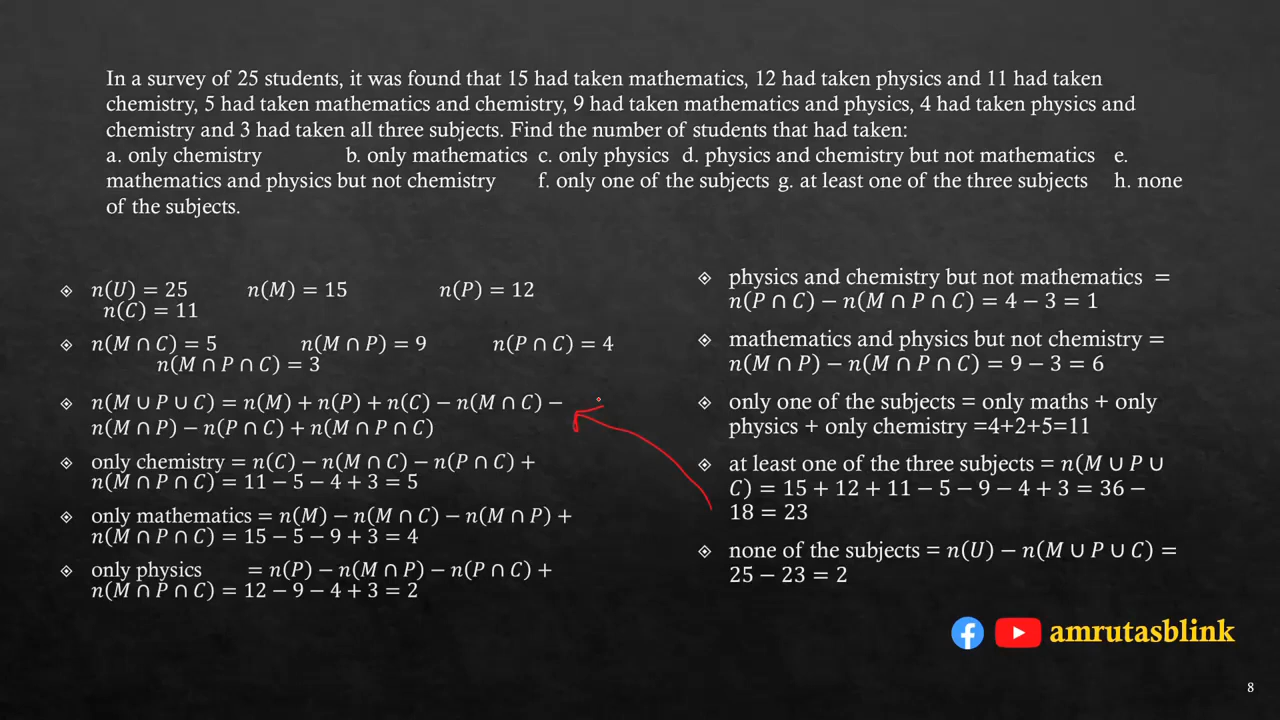 In a survey of 25 students, it was found that 15 had taken mathematics, 12 had taken physics and 11 had taken
chemistry, 5 had taken mathematics and chemistry, 9 had taken mathematics and physics, 4 had taken physics and
chemistry and 3 had taken all three subjects. Find the number of students that had taken:
a. only chemistry b. only mathematics c. only physics d. physics and chemistry but not mathematics e.
mathematics and physics but not chemistry f. only one of the subjects g. at least one of the three subjects h. none
of the subjects.
n(U) = 25 n(M) = 15 n(P) = 12
n(C) = 11
n(M ∩ C) = 5 n(M ∩ P) = 9 n(P ∩ C) = 4
n(M ∩ P ∩ C) = 3
n(M ∪ P ∪ C) = n(M) + n(P) + n(C) − n(M ∩ C) −
n(M ∩ P) − n(P ∩ C) + n(M ∩ P ∩ C)
only chemistry = n(C) − n(M ∩ C) − n(P ∩ C) +
n(M ∩ P ∩ C) = 11 − 5 − 4 + 3 = 5
only mathematics = n(M) − n(M ∩ C) − n(M ∩ P) +
n(M ∩ P ∩ C) = 15 − 5 − 9 + 3 = 4
only physics = n(P) − n(M ∩ P) − n(P ∩ C) +
n(M ∩ P ∩ C) = 12 − 9 − 4 + 3 = 2
physics and chemistry but not mathematics =
n(P ∩ C) − n(M ∩ P ∩ C) = 4 − 3 = 1
mathematics and physics but not chemistry =
n(M ∩ P) − n(M ∩ P ∩ C) = 9 − 3 = 6
only one of the subjects = only maths + only
physics + only chemistry =4+2+5=11
at least one of the three subjects = n(M ∪ P ∪
C) = 15 + 12 + 11 − 5 − 9 − 4 + 3 = 36 −
18 = 23
none of the subjects = n(U) − n(M ∪ P ∪ C) =
25 − 23 = 2
amrutasblink
8